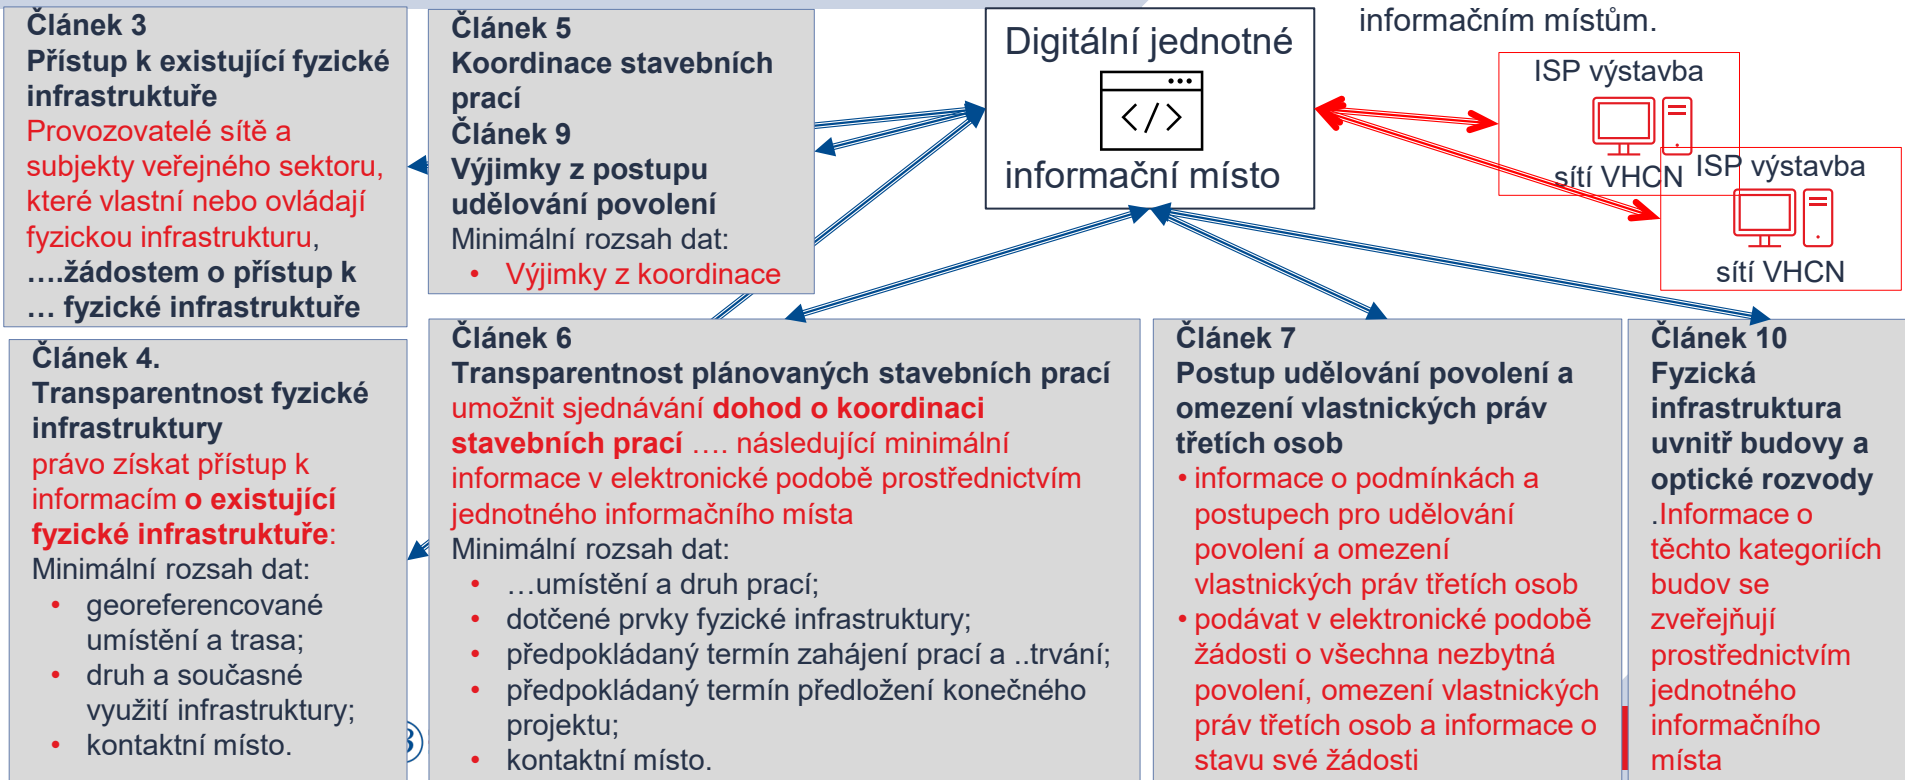 Článek 3
Přístup k existující fyzické
infrastruktuře
Provozovatelé sítě a
subjekty veřejného sektoru,
které vlastní nebo ovládají
fyzickou infrastrukturu,
….žádostem o přístup k
… fyzické infrastruktuře
Článek 4.
Transparentnost fyzické
infrastruktury
právo získat přístup k
informacím o existující
fyzické infrastruktuře:
Minimální rozsah dat:
• georeferencované
umístění a trasa;
• druh a současné
využití infrastruktury;
• kontaktní místo.
Článek 5
Koordinace stavebních
prací
Článek 9
Výjimky z postupu
udělování povolení
Minimální rozsah dat:
• Výjimky z koordinace
Digitální jednotné
</>
informační místo
informačním místům.
ISP výstavba
sítí VHCN
ISP výstavba
sítí VHCN
Článek 6
Transparentnost plánovaných stavebních prací
umožnit sjednávání dohod o koordinaci
stavebních prací …. následující minimální
informace v elektronické podobě prostřednictvím
jednotného informačního místa
Minimální rozsah dat:
• …umístění a druh prací;
• dotčené prvky fyzické infrastruktury;
• předpokládaný termín zahájení prací a ..trvání;
• předpokládaný termín předložení konečného
projektu;
• kontaktní místo.
Článek 7
Postup udělování povolení a
omezení vlastnických práv
třetích osob
• informace o podmínkách a
postupech pro udělování
povolení a omezení
vlastnických práv třetích osob
• podávat v elektronické podobě
žádosti o všechna nezbytná
povolení, omezení vlastnických
práv třetích osob a informace o
stavu své žádosti
Článek 10
Fyzická
infrastruktura
uvnitř budovy a
optické rozvody
.Informace o
těchto kategoriích
budov se
zveřejňují
prostřednictvím
jednotného
informačního
místa